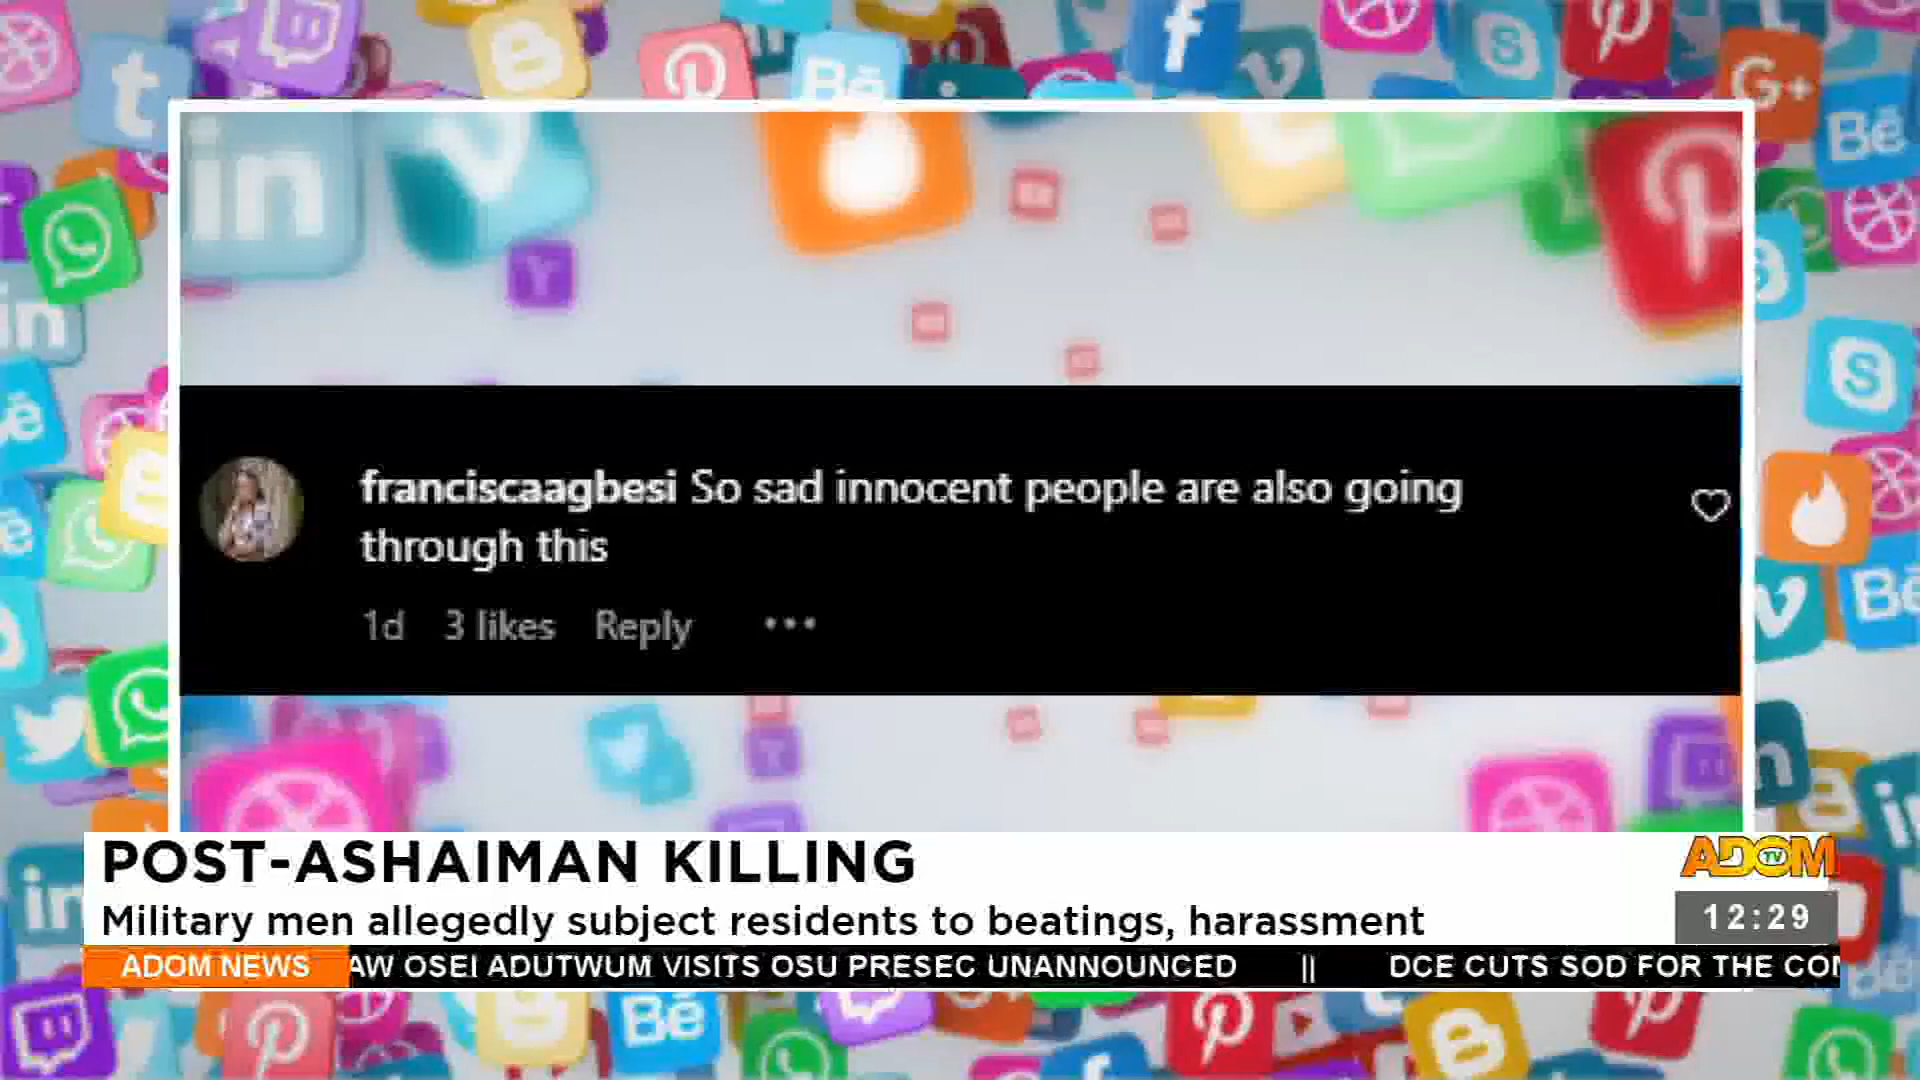 franciscaagbesi So sad innocent people are also going
through this
1d 3 likes Reply
POST-ASHAIMAN KILLING
ADOM TV
Military men allegedly subject residents to beatings, harassment
12:29
ADOM NEWS
AW OSEI ADUTWUM VISITS OSU PRESEC UNANNOUNCED || DCE CUTS SOD FOR THE CO